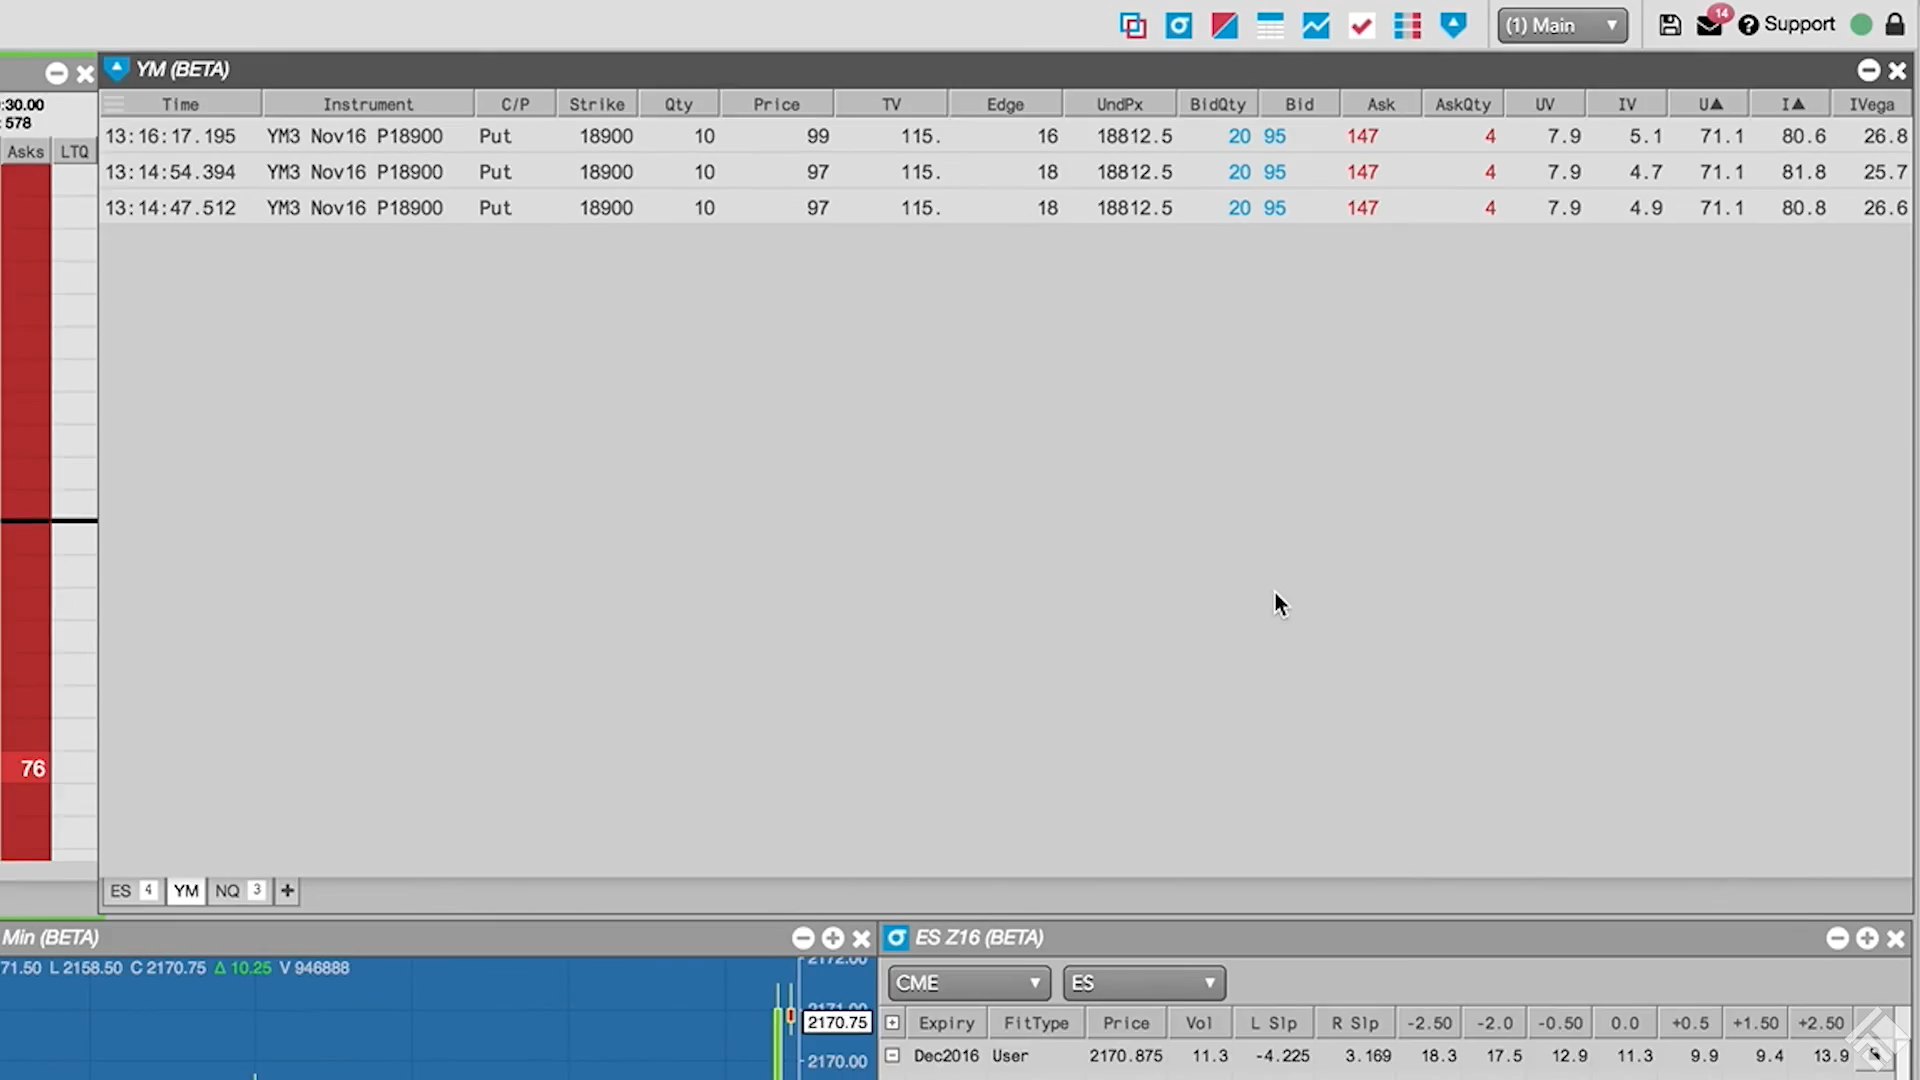 (1) Main
14
Support
YM (BETA)
:30.00
: 578
Asks LTQ
76
Time Instrument C/P Strike Qty Price TV Edge UndPx BidQty Bid Ask AskQty UV IV U▲ I▲ IVega
13:16:17.195 YM3 Nov16 P18900 Put 18900 10 99 115. 16 18812.5 20 95 147 4 7.9 5.1 71.1 80.6 26.8
13:14:54.394 YM3 Nov16 P18900 Put 18900 10 97 115. 18 18812.5 20 95 147 4 7.9 4.7 71.1 81.8 25.7
13:14:47.512 YM3 Nov16 P18900 Put 18900 10 97 115. 18 18812.5 20 95 147 4 7.9 4.9 71.1 80.8 26.6
ES 4 YM NQ 3
Min (BETA)
71.50 L 2158.50 C 2170.75 Δ 10.25 V 946888
2172.00
2171.00
2170.75
2170.00
ES Z16 (BETA)
CME ES
Expiry FitType Price Vol L Slp R Slp -2.50 -2.0 -0.50 0.0 +0.5 +1.50 +2.50
Dec2016 User 2170.875 11.3 -4.225 3.169 18.3 17.5 12.9 11.3 9.9 9.4 13.9